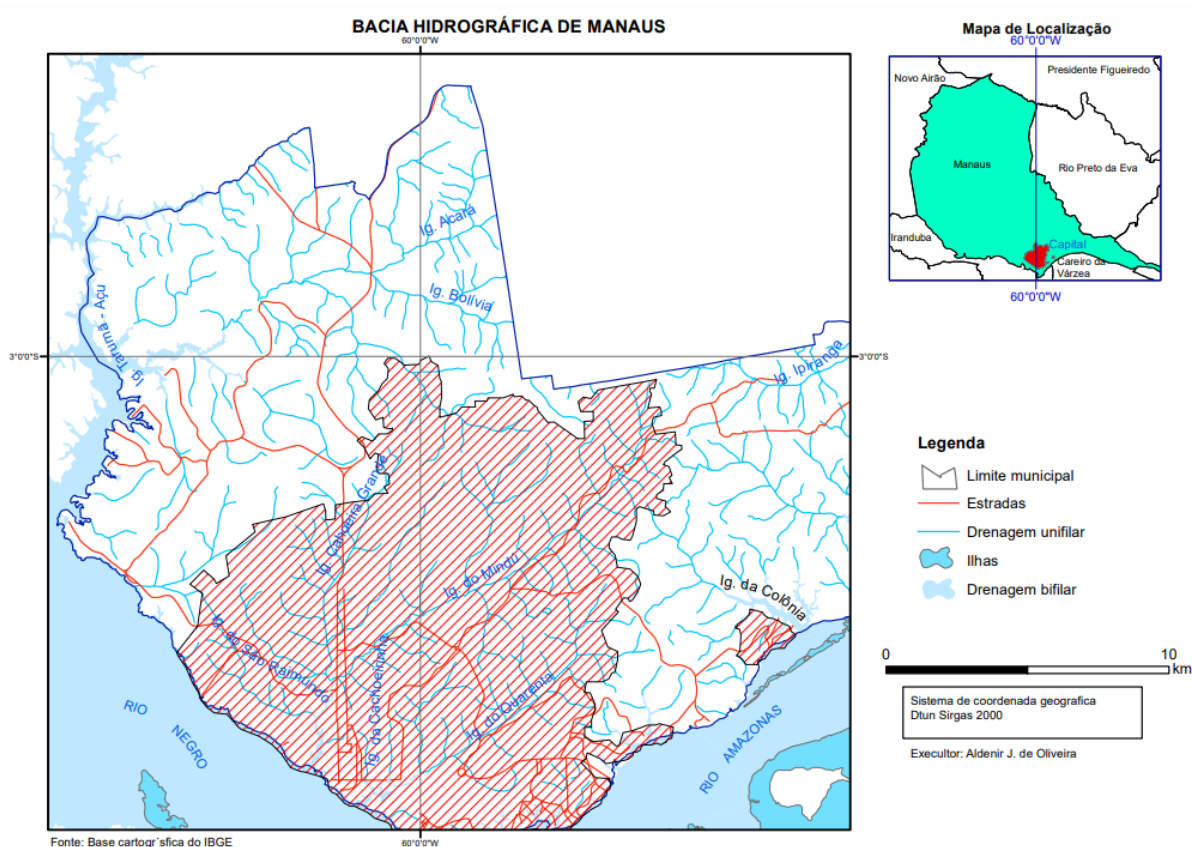 BACIA HIDROGRÁFICA DE MANAUS
60°0'0"W
Mapa de Localização
60°0'0"W
Novo Airão
Presidente Figueiredo
Manaus
Rio Preto da Eva
Iranduba
Capital
Careiro da
Várzea
60°0'0"W
Ig. Acará
Ig. Bolívia
Ig. Tarumã - Açu
3°0'0"S
3°0'0"S
Ig. Ipiranga
Ig. Cahoeira Grande
Ig. do Mindú
Ig. da Colônia
Ig. do São Raimundo
Ig. da Cachoeirinha
Ig. do Quarenta
RIO NEGRO
RIO AMAZONAS
Legenda
Limite municipal
Estradas
Drenagem unifilar
Ilhas
Drenagem bifilar
0
10
km
Sistema de coordenada geografica
Dtun Sirgas 2000
Executor: Aldenir J. de Oliveira
Fonte: Base cartogr´sfica do IBGE
60°0'0"W